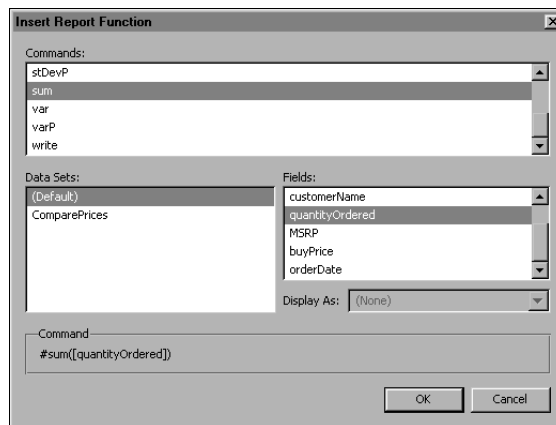 Insert Report Function
Commands:
stDevP
sum
var
varP
write
Data Sets:
(Default)
ComparePrices
Fields:
customerName
quantityOrdered
MSRP
buyPrice
orderDate
Display As: (None)
Command
#sum([quantityOrdered])
OK Cancel